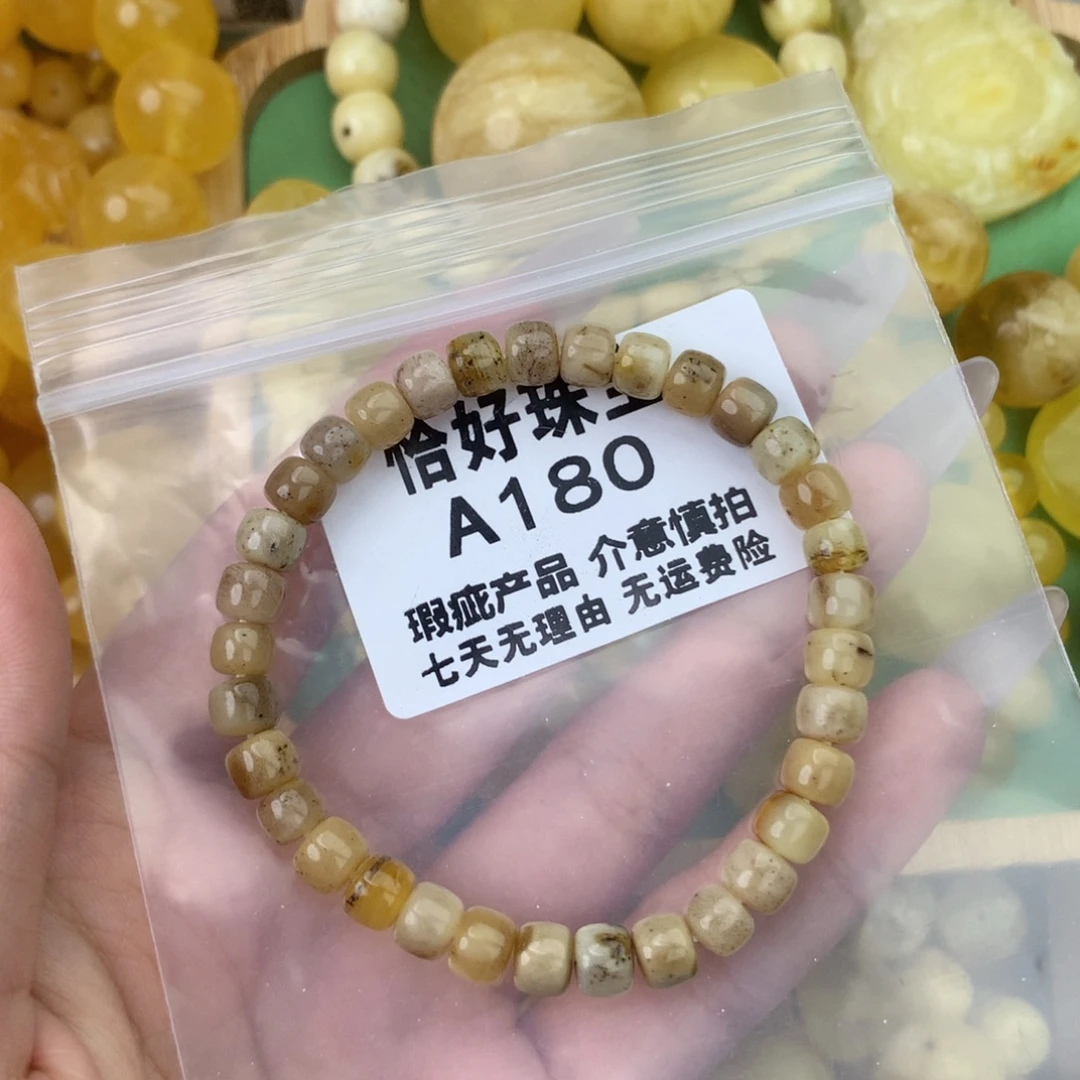 恰好珠宝
A180
瑕疵产品 介意慎拍
七天无理由 无运费险